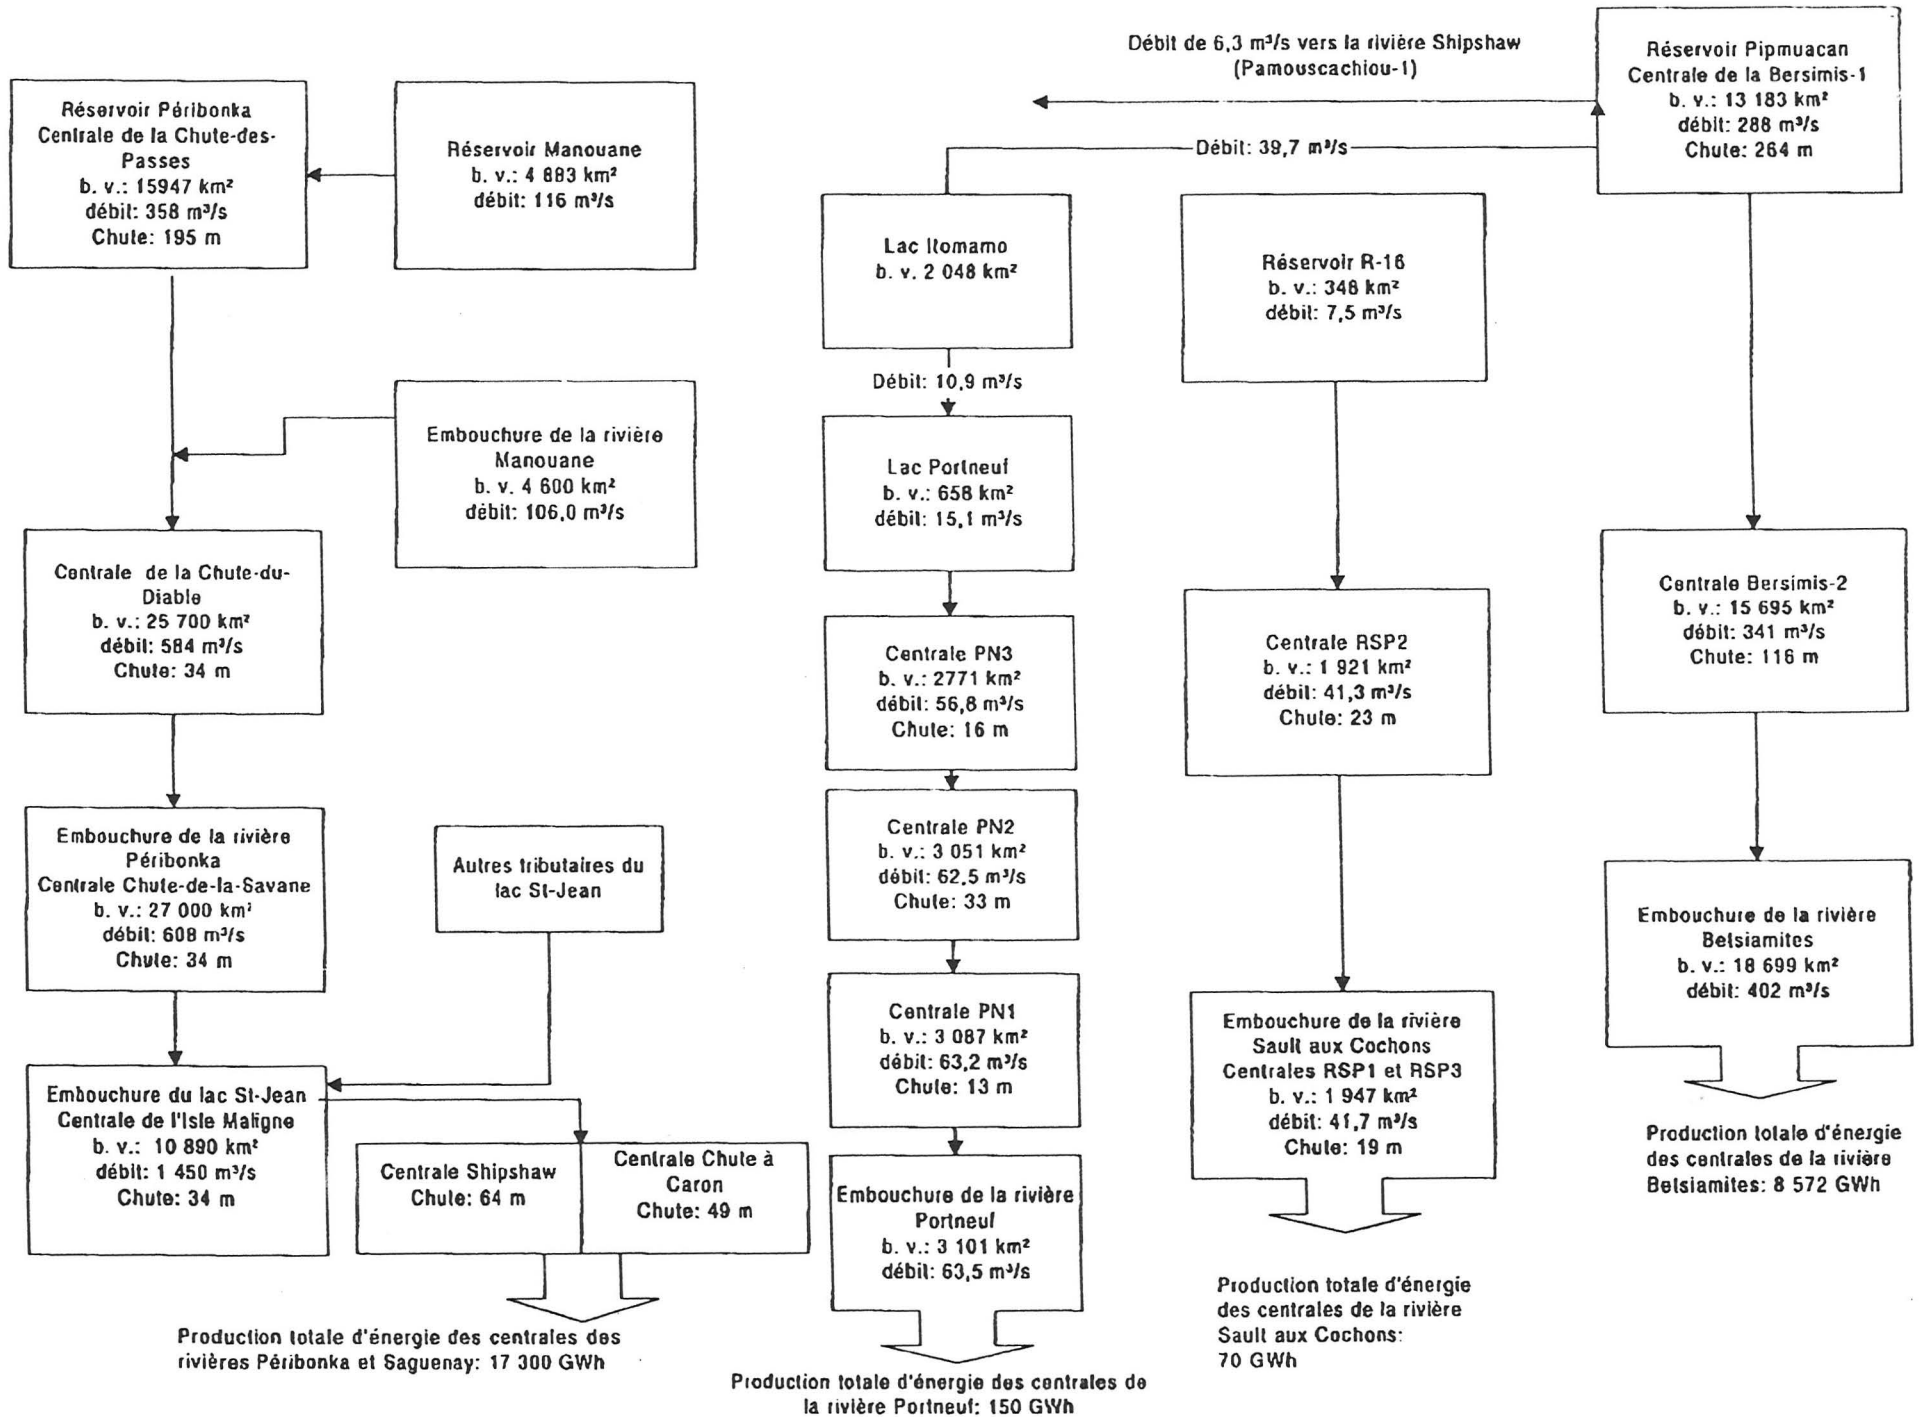 Débit de 6,3 m³/s vers la rivière Shipshaw
(Pamouscachiou-1)
Réservoir Pipmuacan
Centrale de la Bersimis-1
b. v.: 13 183 km²
débit: 288 m³/s
Chute: 264 m
Réservoir Péribonka
Centrale de la Chute-des-
Passes
b. v.: 15947 km²
débit: 358 m³/s
Chute: 195 m
Réservoir Manouane
b. v.: 4 883 km²
débit: 116 m³/s
Débit: 39,7 m³/s
Lac Itomamo
b. v. 2 048 km²
Réservoir R-16
b. v.: 348 km²
débit: 7,5 m³/s
Débit: 10,9 m³/s
Embouchure de la rivière
Manouane
b. v. 4 600 km²
débit: 106,0 m³/s
Lac Portneuf
b. v.: 658 km²
débit: 15,1 m³/s
Centrale de la Chute-du-
Diable
b. v.: 25 700 km²
débit: 584 m³/s
Chute: 34 m
Centrale PN3
b. v.: 2771 km²
débit: 56,8 m³/s
Chute: 16 m
Centrale RSP2
b. v.: 1 921 km²
débit: 41,3 m³/s
Chute: 23 m
Centrale Bersimis-2
b. v.: 15 695 km²
débit: 341 m³/s
Chute: 116 m
Embouchure de la rivière
Péribonka
Centrale Chute-de-la-Savane
b. v.: 27 000 km²
débit: 608 m³/s
Chute: 34 m
Autres tributaires du
lac St-Jean
Centrale PN2
b. v.: 3 051 km²
débit: 62,5 m³/s
Chute: 33 m
Embouchure de la rivière
Betsiamites
b. v.: 18 699 km²
débit: 402 m³/s
Centrale PN1
b. v.: 3 087 km²
débit: 63,2 m³/s
Chute: 13 m
Embouchure de la rivière
Sault aux Cochons
Centrales RSP1 et RSP3
b. v.: 1 947 km²
débit: 41,7 m³/s
Chute: 19 m
Embouchure du lac St-Jean
Centrale de l'Isle Maligne
b. v.: 10 890 km²
débit: 1 450 m³/s
Chute: 34 m
Centrale Shipshaw
Chute: 64 m
Centrale Chute à
Caron
Chute: 49 m
Embouchure de la rivière
Portneuf
b. v.: 3 101 km²
débit: 63,5 m³/s
Production totale d'énergie
des centrales de la rivière
Betsiamites: 8 572 GWh
Production totale d'énergie
des centrales de la rivière
Sault aux Cochons:
70 GWh
Production totale d'énergie des centrales des
rivières Péribonka et Saguenay: 17 300 GWh
Production totale d'énergie des centrales de
la rivière Portneuf: 150 GWh